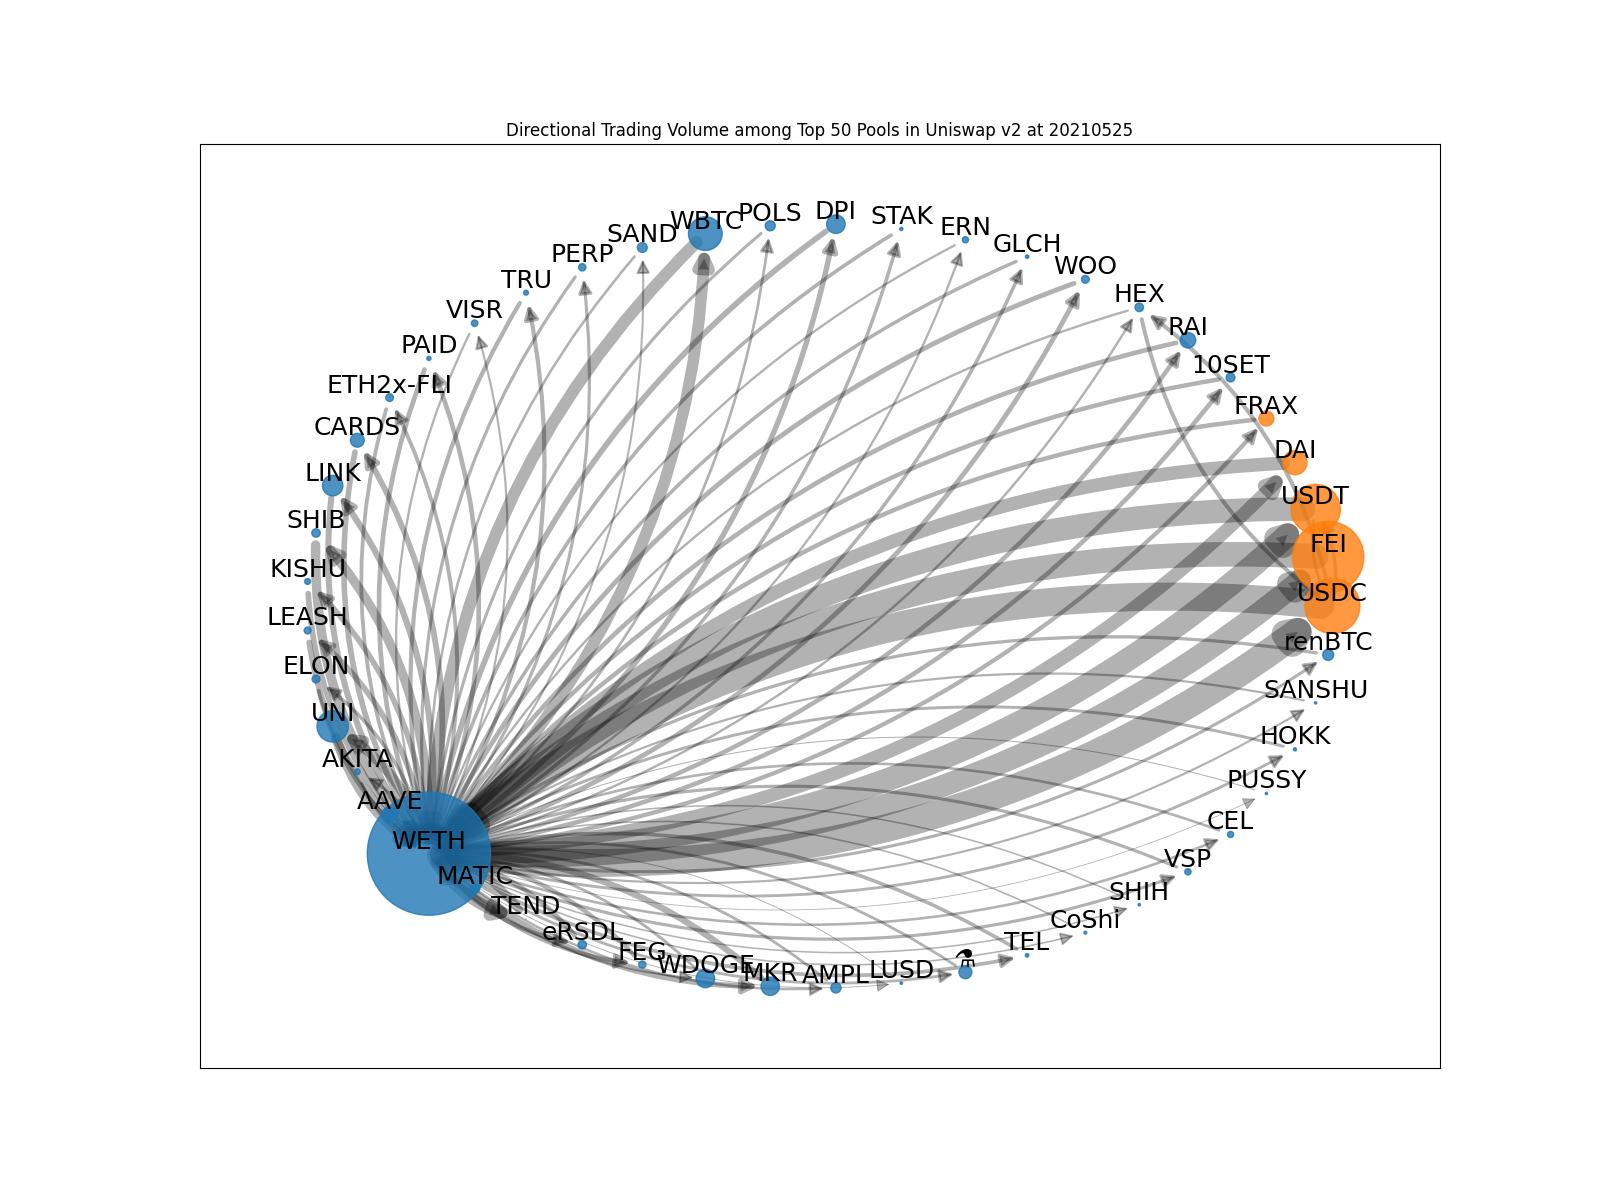 Directional Trading Volume among Top 50 Pools in Uniswap v2 at 20210525
WBTC
POLS
DPI
STAK
ERN
SAND
GLCH
PERP
WOO
TRU
HEX
VISR
RAI
PAID
10SET
ETH2x-FLI
FRAX
CARDS
DAI
LINK
USDT
SHIB
FEI
KISHU
USDC
LEASH
renBTC
ELON
SANSHU
UNI
HOKK
AKITA
PUSSY
AAVE
CEL
WETH
VSP
MATIC
SHIH
TEND
CoShi
eRSDL
TEL
FEG
⚗
WDOGE
MKR
AMPL
LUSD